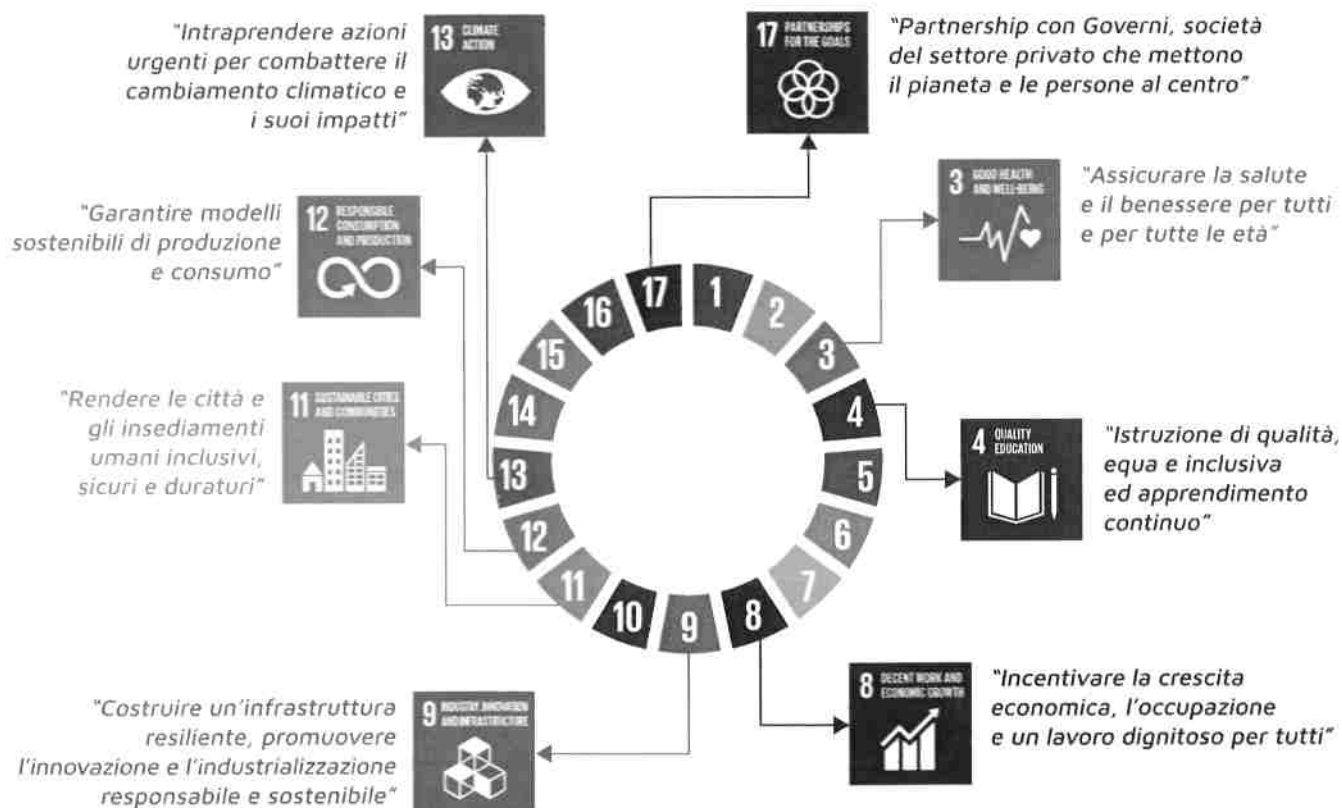 "Intraprendere azioni
urgenti per combattere il
cambiamento climatico e
i suoi impatti"
13 CLIMATE
ACTION
17 PARTNERSHIPS
FOR THE GOALS
"Partnership con Governi, società
del settore privato che mettono
il pianeta e le persone al centro"
"Garantire modelli
sostenibili di produzione
e consumo"
12 RESPONSIBLE
CONSUMPTION
AND PRODUCTION
3 GOOD HEALTH
AND WELL-BEING
"Assicurare la salute
e il benessere per tutti
e per tutte le età"
"Rendere le città e
gli insediamenti
umani inclusivi,
sicuri e duraturi"
11 SUSTAINABLE CITIES
AND COMMUNITIES
4 QUALITY
EDUCATION
"Istruzione di qualità,
equa e inclusiva
ed apprendimento
continuo"
1
2
3
4
5
6
7
8
9
10
11
12
13
14
15
16
17
"Costruire un'infrastruttura
resiliente, promuovere
l'innovazione e l'industrializzazione
responsabile e sostenibile"
9 INDUSTRY, INNOVATION
AND INFRASTRUCTURE
8 DECENT WORK AND
ECONOMIC GROWTH
"Incentivare la crescita
economica, l'occupazione
e un lavoro dignitoso per tutti"